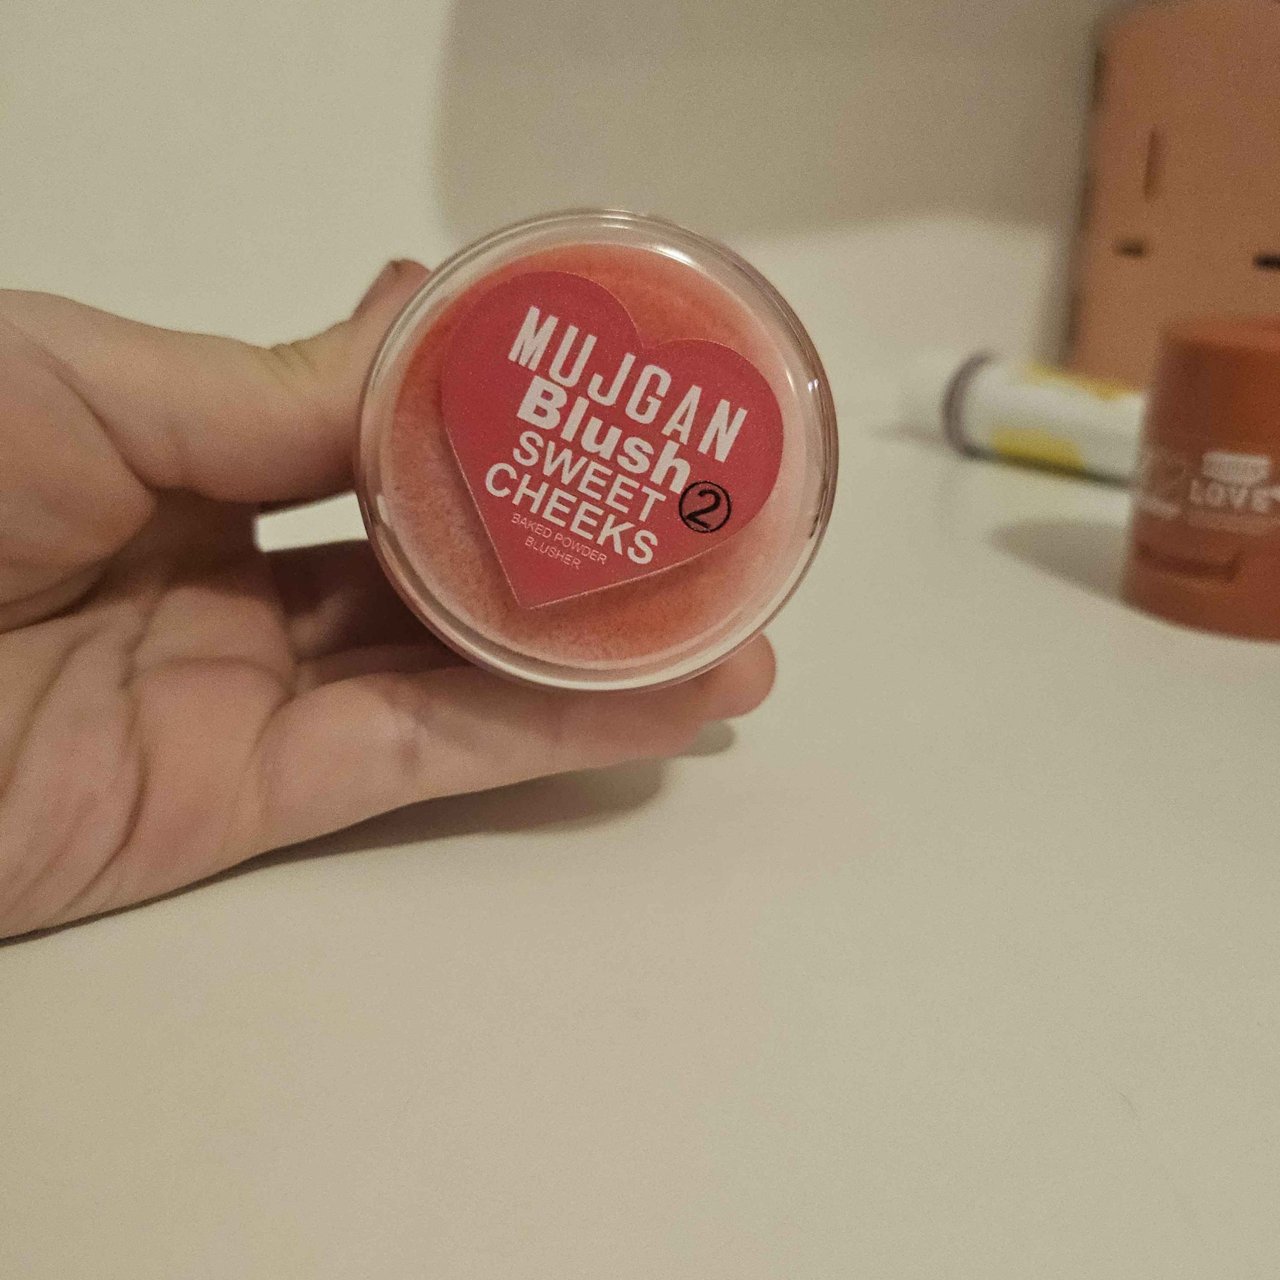 MUJGAN
Blush
SWEET
CHEEKS
②
BAKED POWDER
BLUSHER
LOVE